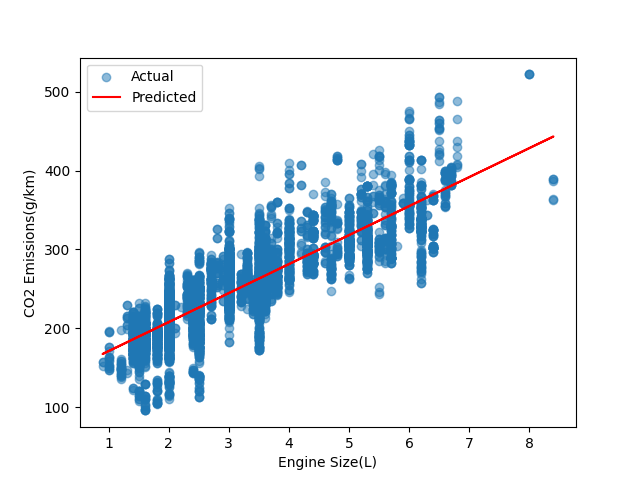 Actual
Predicted
500
400
300
200
100
CO2 Emissions(g/km)
1 2 3 4 5 6 7 8
Engine Size(L)